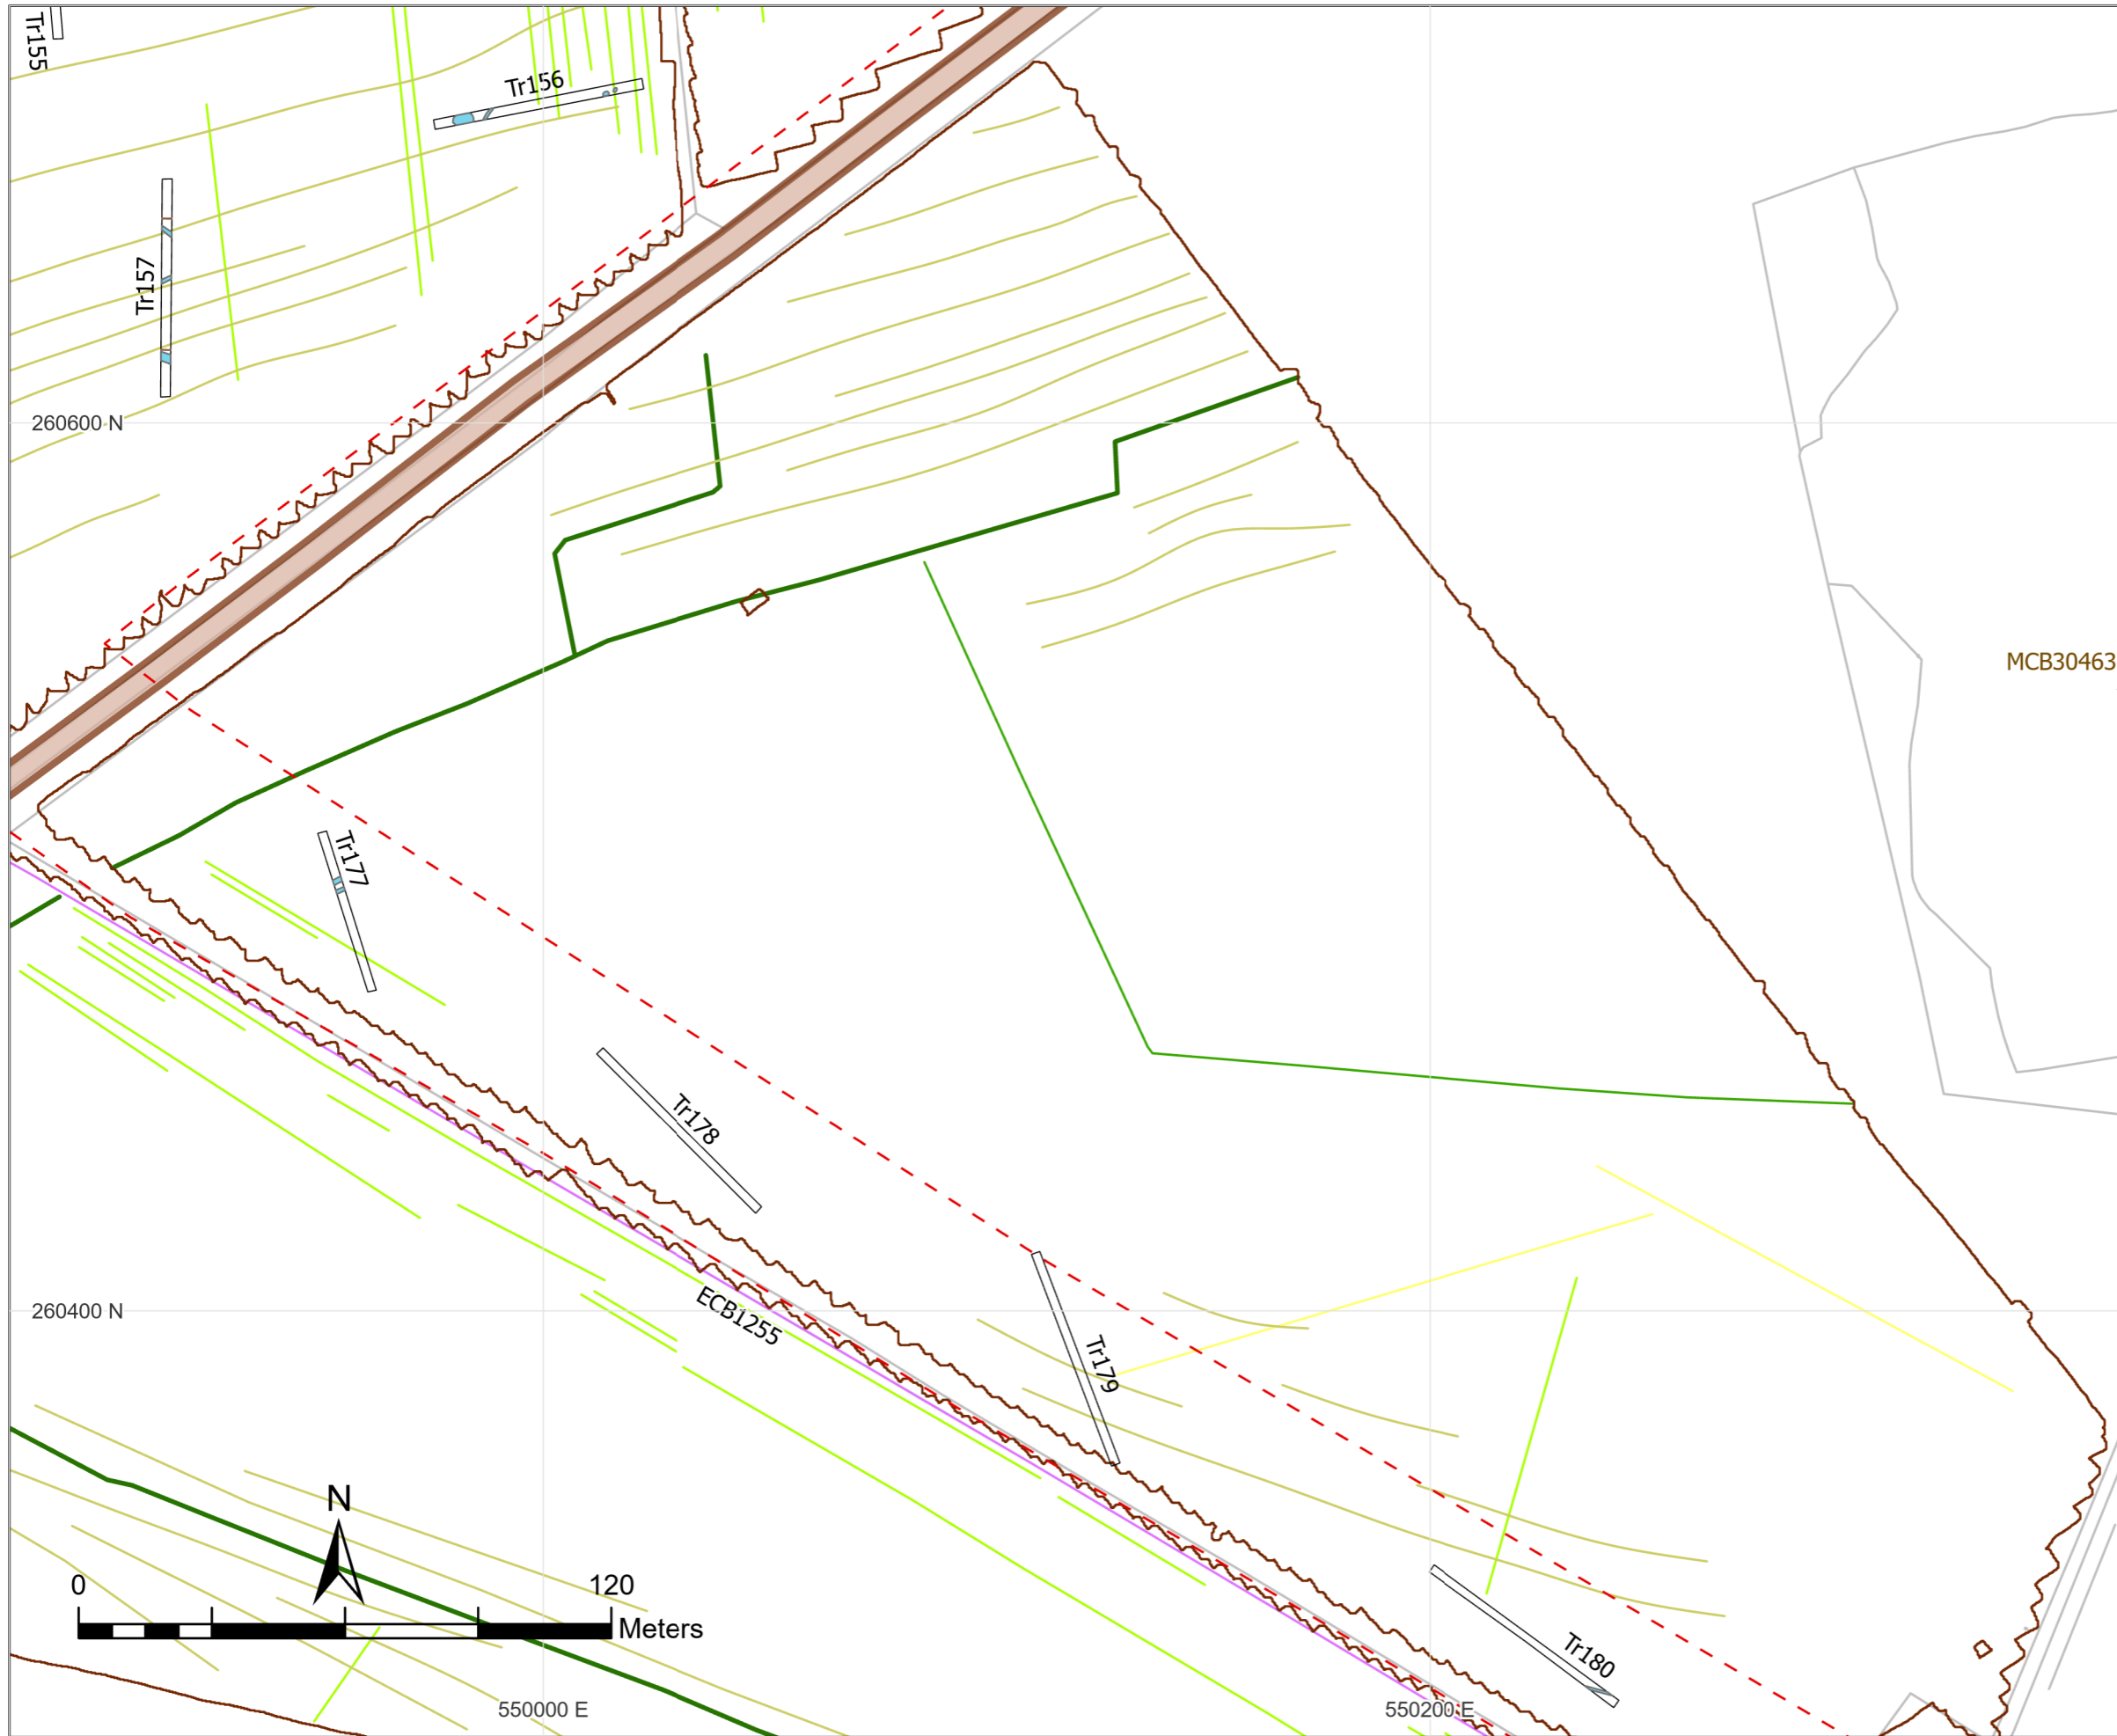 Tr155
Tr156
Tr157
260600 N
MCB30463
Tr177
Tr178
ECB1255
260400 N
Tr179
N
0
120
Meters
Tr180
550000 E
550200 E